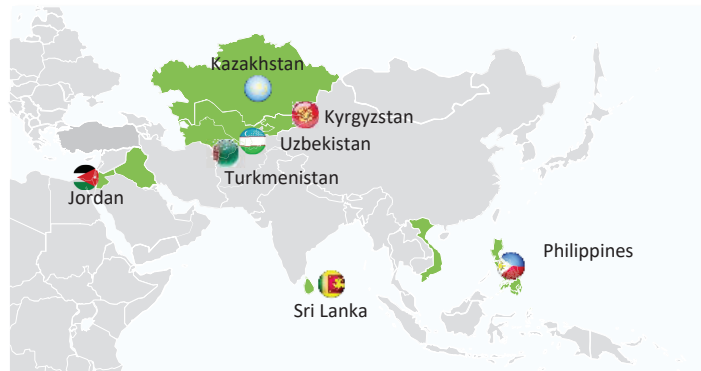 Kazakhstan
Kyrgyzstan
Uzbekistan
Turkmenistan
Jordan
Philippines
Sri Lanka